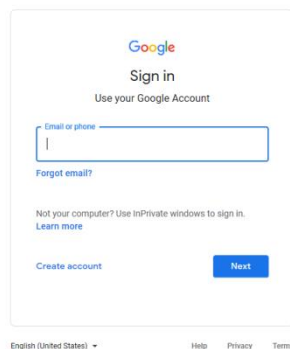 Google
Sign in
Use your Google Account
Email or phone
Forgot email?
Not your computer? Use InPrivate windows to sign in.
Learn more
Create account
Next
English (United States)
Help Privacy Term